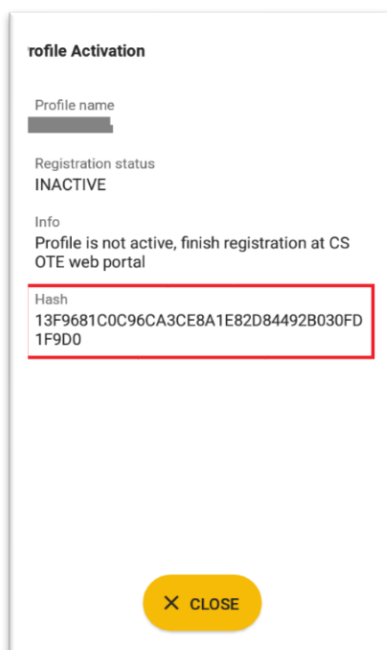 rofile Activation
Profile name
Registration status
INACTIVE
Info
Profile is not active, finish registration at CS
OTE web portal
Hash
13F9681C0C96CA3CE8A1E82D84492B030FD
1F9D0
CLOSE